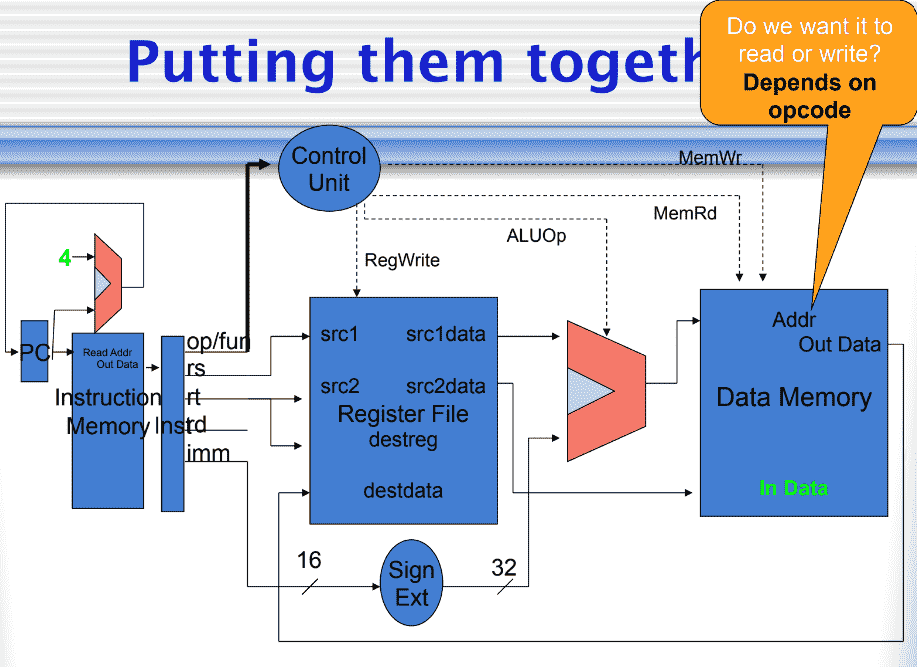 Putting them togeth
Do we want it to
read or write?
Depends on
opcode
Control
Unit
MemWr
MemRd
ALUOp
RegWrite
4
PC
Read Addr
Out Data
Instruction
Memory
Inst
op/fun
rs
rt
rd
imm
src1
src1data
src2
src2data
Register File
destreg
destdata
Addr
Out Data
Data Memory
In Data
16
Sign
Ext
32